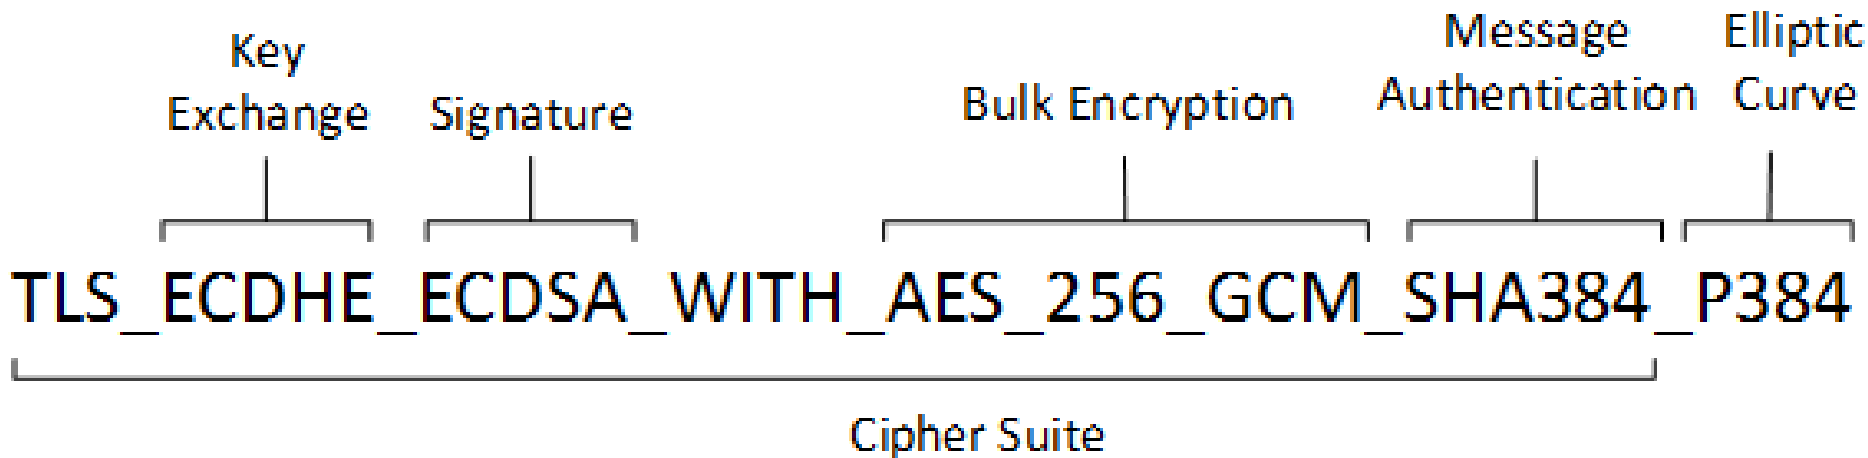 Key
Exchange
Signature
Bulk Encryption
Message
Authentication
Elliptic
Curve
TLS_ECDHE_ECDSA_WITH_AES_256_GCM_SHA384_P384
Cipher Suite